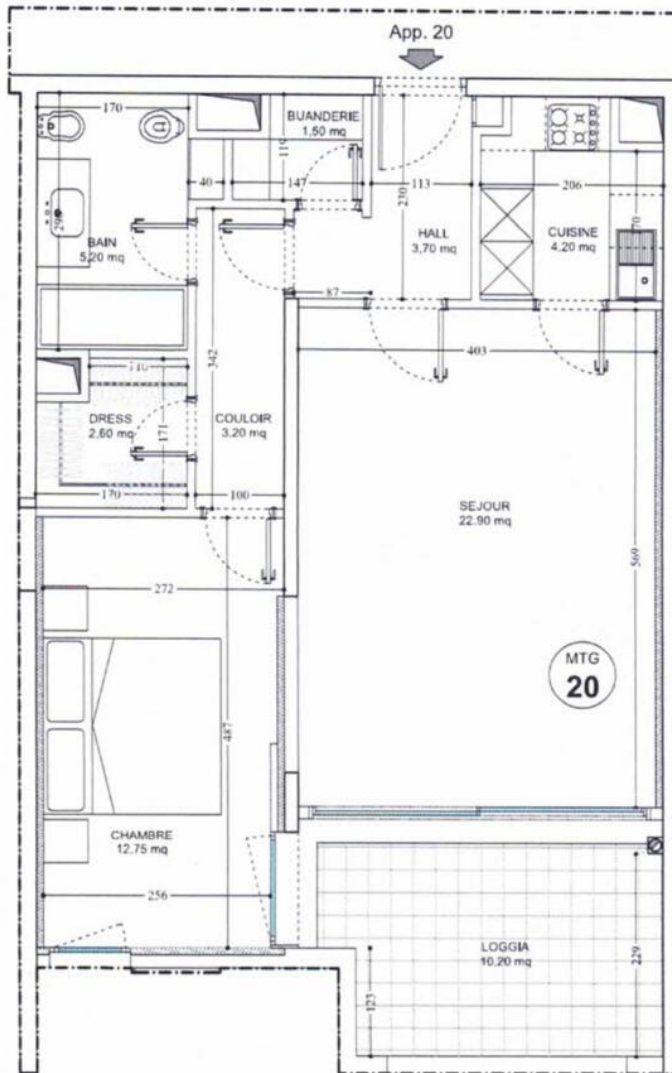 App. 20
170
BUANDERIE
1,50 mq
119
40
147
230
113
206
HALL
3,70 mq
CUISINE
4,20 mq
BAIN
5,20 mq
87
342
403
DRESS
2,60 mq
171
COULOIR
3,20 mq
170
100
SEJOUR
22,90 mq
569
272
MTG
20
487
CHAMBRE
12,75 mq
256
LOGGIA
10,20 mq
229
123